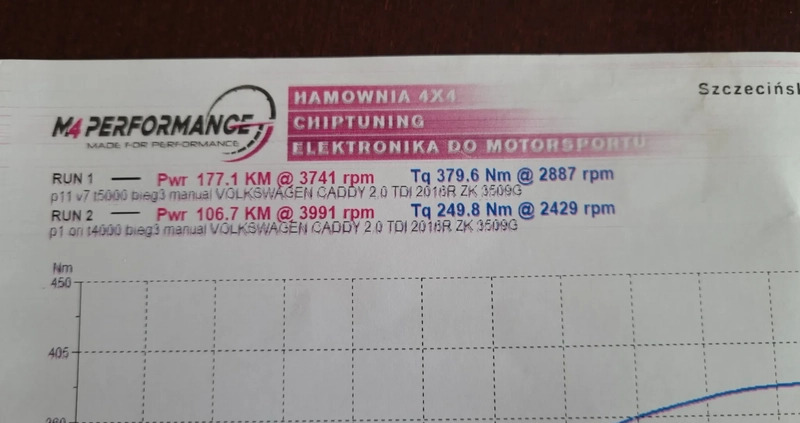 M4 PERFORMANCE
MADE FOR PERFORMANCE
HAMOWNIA 4X4
CHIPTUNING
ELEKTRONIKA DO MOTORSPORTU
RUN 1 Pwr 177.1 KM @ 3741 rpm Tq 379.6 Nm @ 2887 rpm
p11 v7 t5000 bieg3 manual VOLKSWAGEN CADDY 2.0 TDI 2016R ZK 3509G
RUN 2 Pwr 106.7 KM @ 3991 rpm Tq 249.8 Nm @ 2429 rpm
p1 ori t4000 bieg3 manual VOLKSWAGEN CADDY 2.0 TDI 2016R ZK 3509G
Nm
450
405